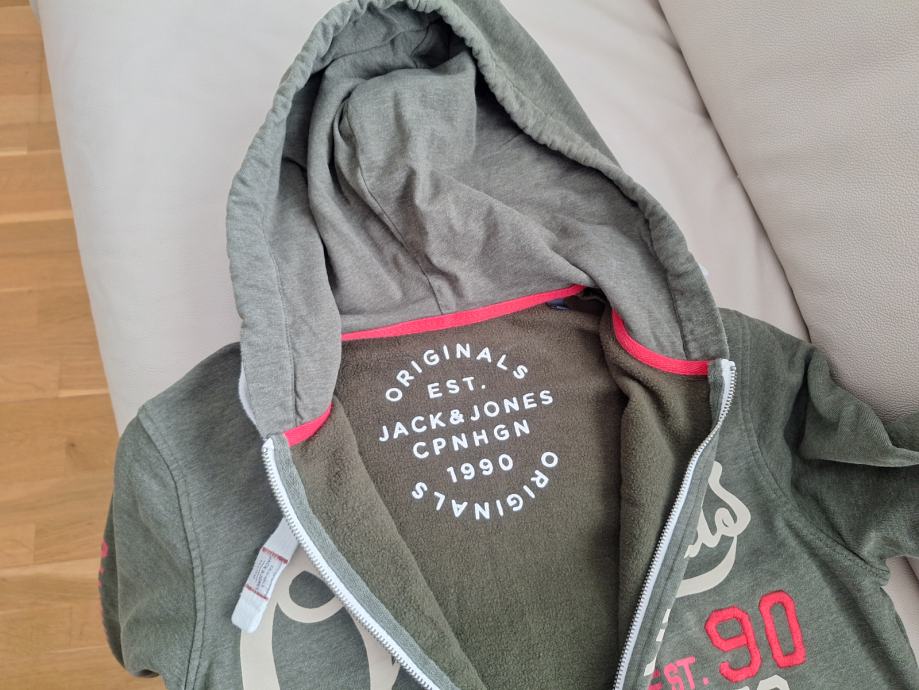 ORIGINALS
EST.
JACK&JONES
CPNHGN
1990
ORIGINALS
EST. 90